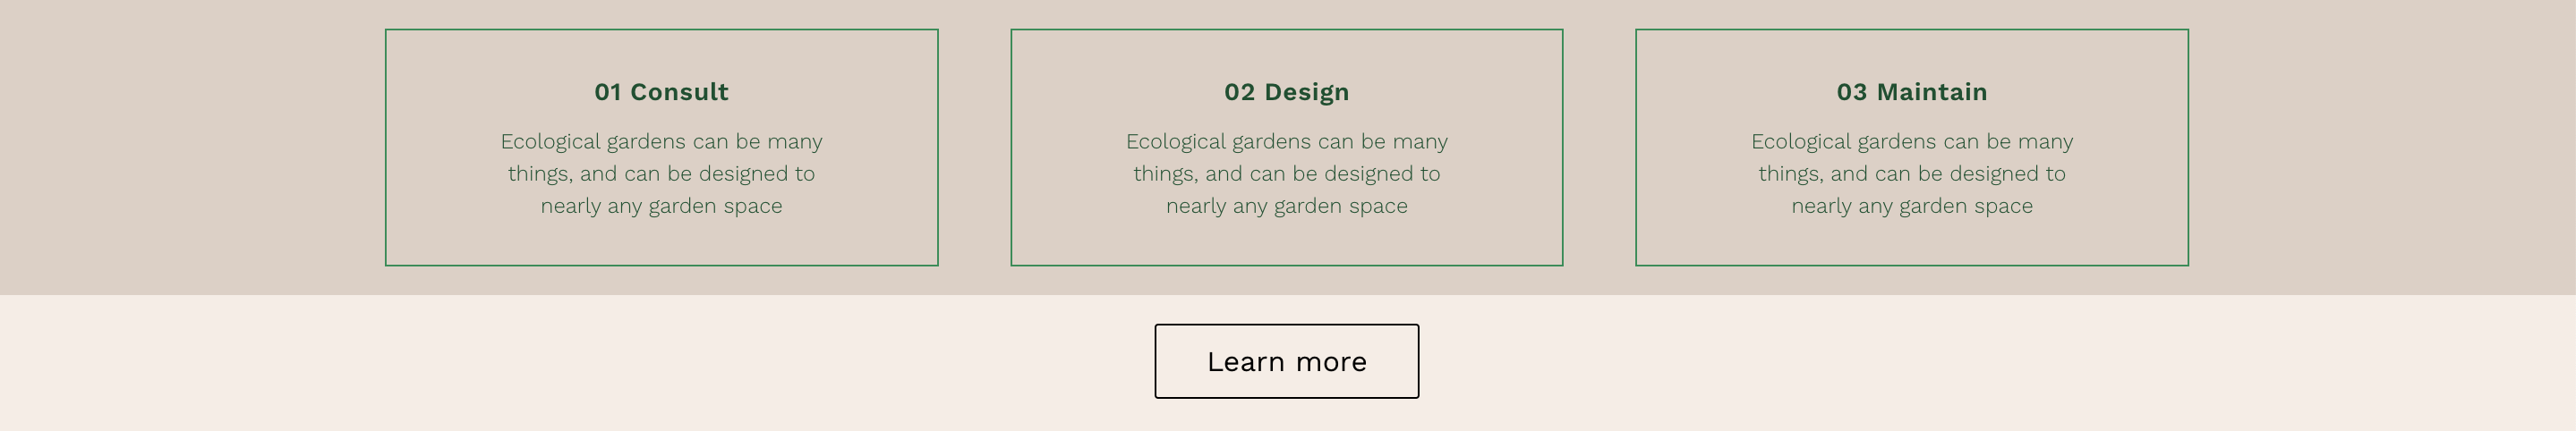 01 Consult
Ecological gardens can be many
things, and can be designed to
nearly any garden space
02 Design
Ecological gardens can be many
things, and can be designed to
nearly any garden space
03 Maintain
Ecological gardens can be many
things, and can be designed to
nearly any garden space
Learn more